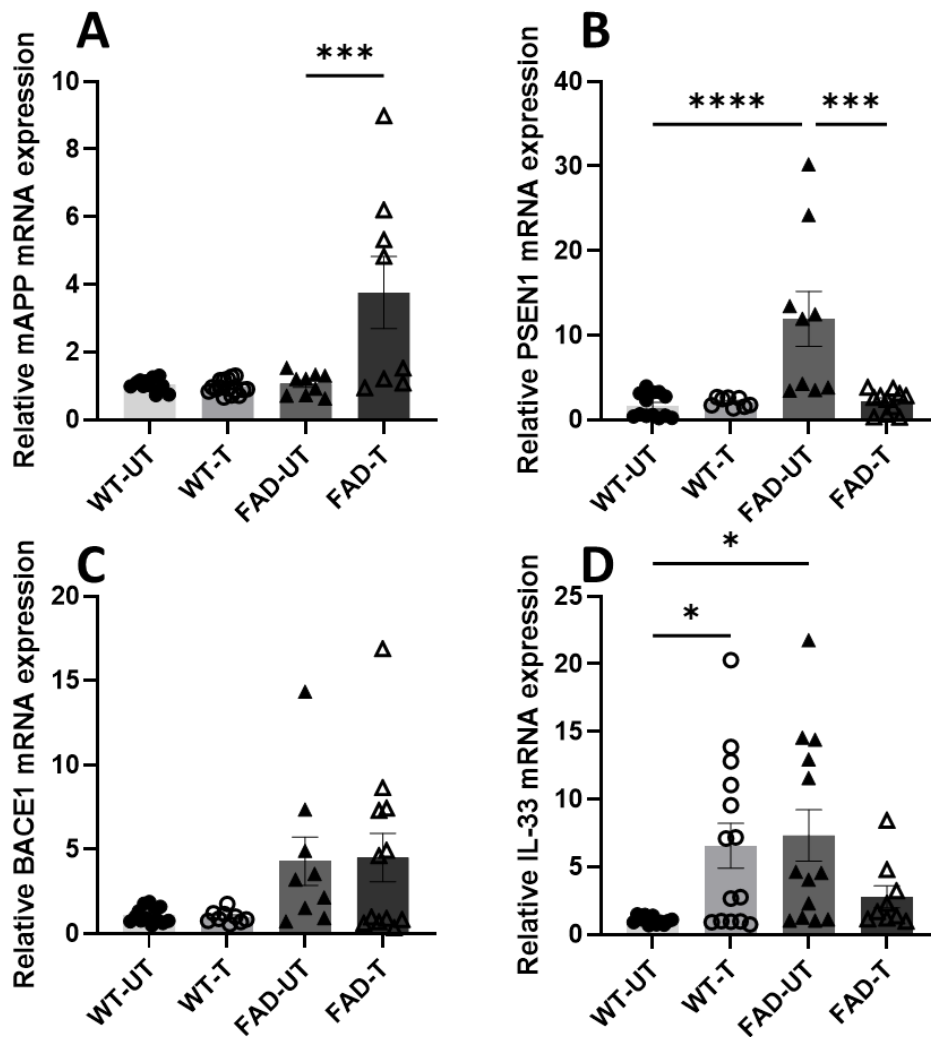 A
Relative mAPP mRNA expression
10
8
6
4
2
0
***
WT-UT
WT-T
FAD-UT
FAD-T
B
Relative PSEN1 mRNA expression
40
30
20
10
0
****
***
WT-UT
WT-T
FAD-UT
FAD-T
C
Relative BACE1 mRNA expression
20
15
10
5
0
WT-UT
WT-T
FAD-UT
FAD-T
D
Relative IL-33 mRNA expression
25
20
15
10
5
0
*
*
WT-UT
WT-T
FAD-UT
FAD-T